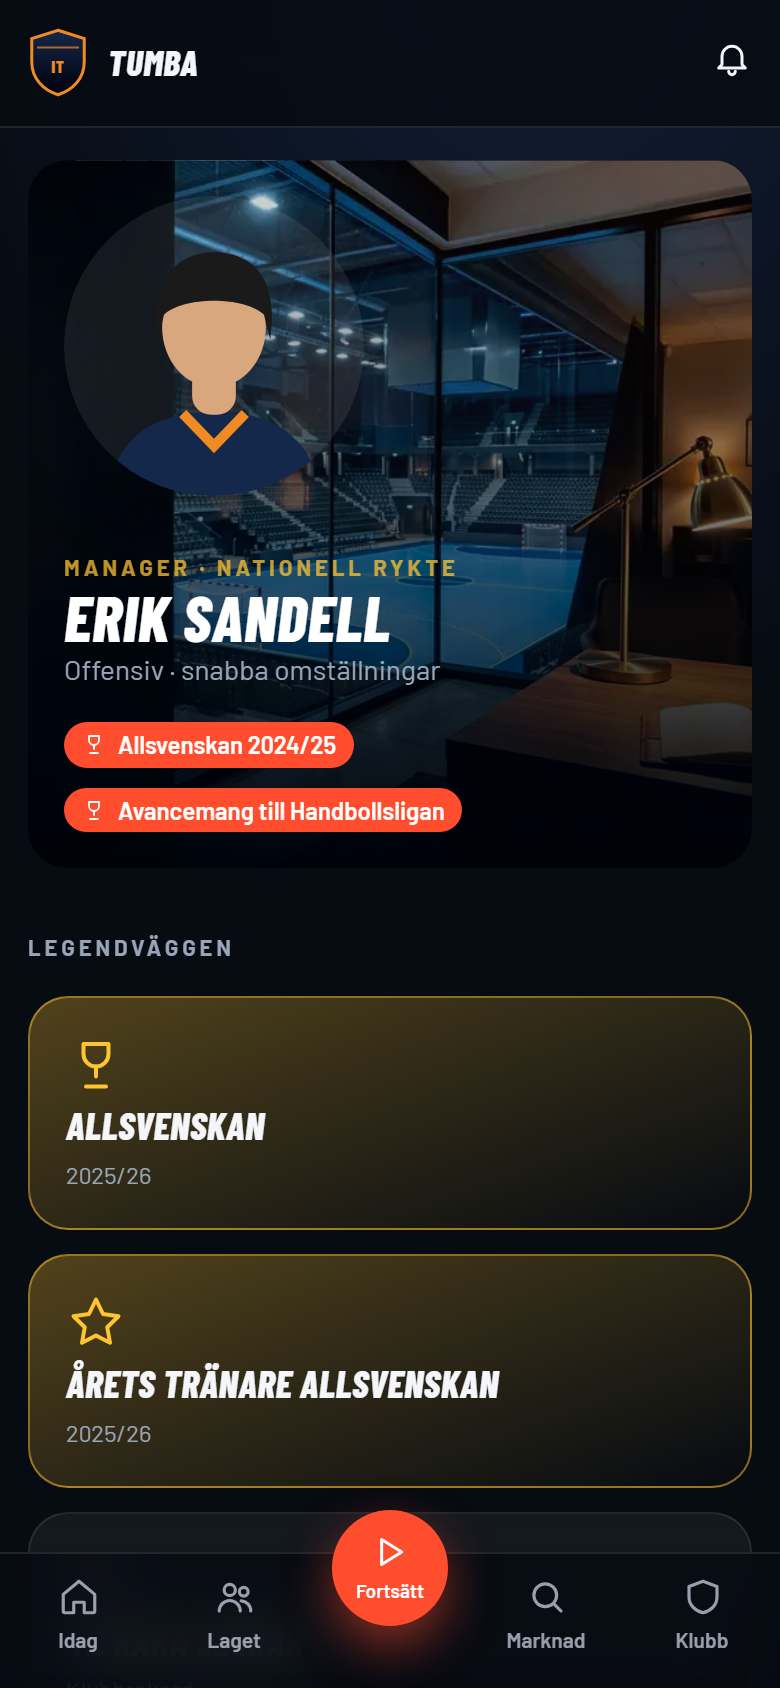 IT
TUMBA
MANAGER · NATIONELL RYKTE
ERIK SANDELL
Offensiv · snabba omställningar
Allsvenskan 2024/25
Avancemang till Handbollsligan
LEGENDVÄGGEN
ALLSVENSKAN
2025/26
ÅRETS TRÄNARE ALLSVENSKAN
2025/26
Fortsätt
Idag
Laget
Marknad
Klubb